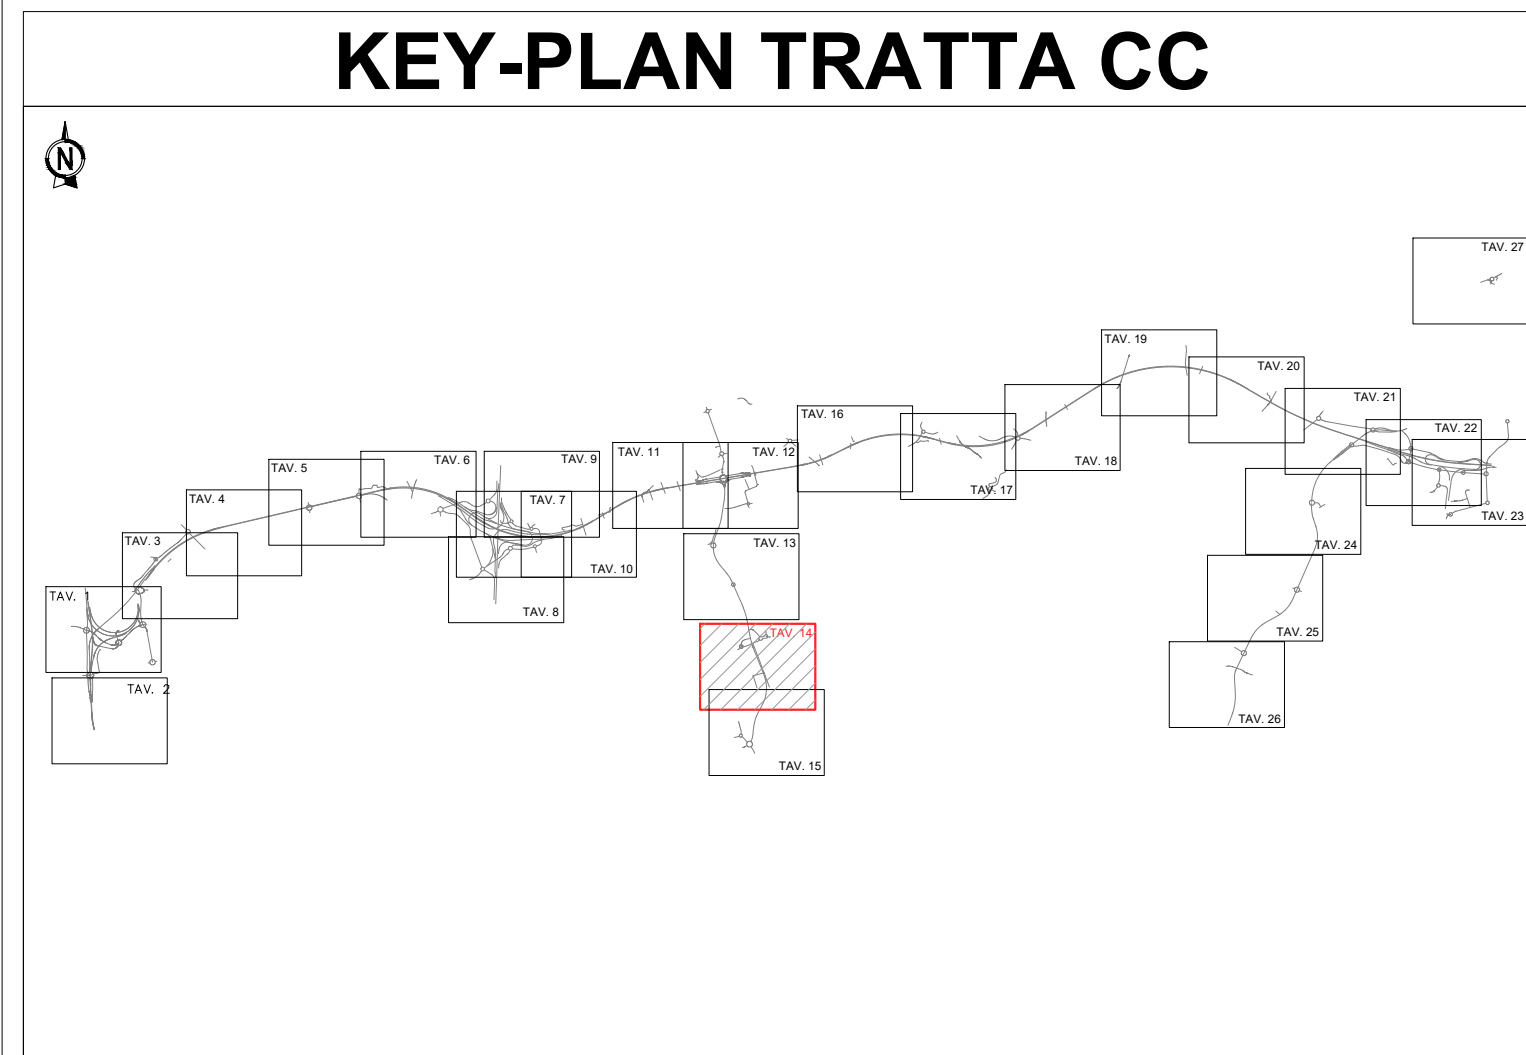 KEY-PLAN TRATTA CC
N
TAV. 27
TAV. 19
TAV. 20
TAV. 21
TAV. 16
TAV. 22
TAV. 11
TAV. 12
TAV. 6
TAV. 9
TAV. 18
TAV. 5
TAV. 17
TAV. 4
TAV. 7
TAV. 23
TAV. 3
TAV. 13
TAV. 24
TAV. 10
TAV. 1
TAV. 8
TAV. 14
TAV. 25
TAV. 2
TAV. 26
TAV. 15